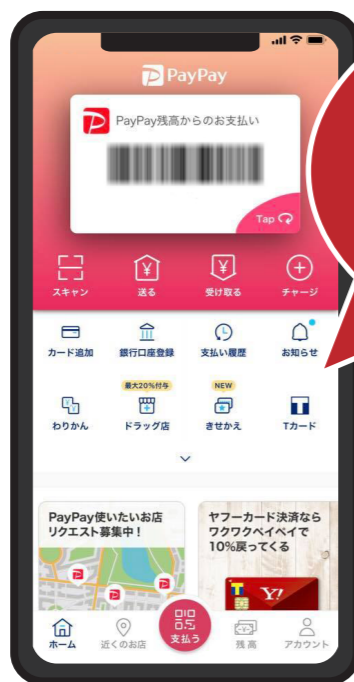 PayPay
PayPay残高からのお支払い
Tap
スキャン
送る
受け取る
チャージ
カード追加
銀行口座登録
支払い履歴
お知らせ
最大20%付与
NEW
わりかん
ドラッグ店
きせかえ
Tカード
PayPay使いたいお店
リクエスト募集中！
ヤフーカード決済なら
ワクワクペイペイで
10%戻ってくる
T
Y!
ホーム
近くのお店
支払う
残高
アカウント